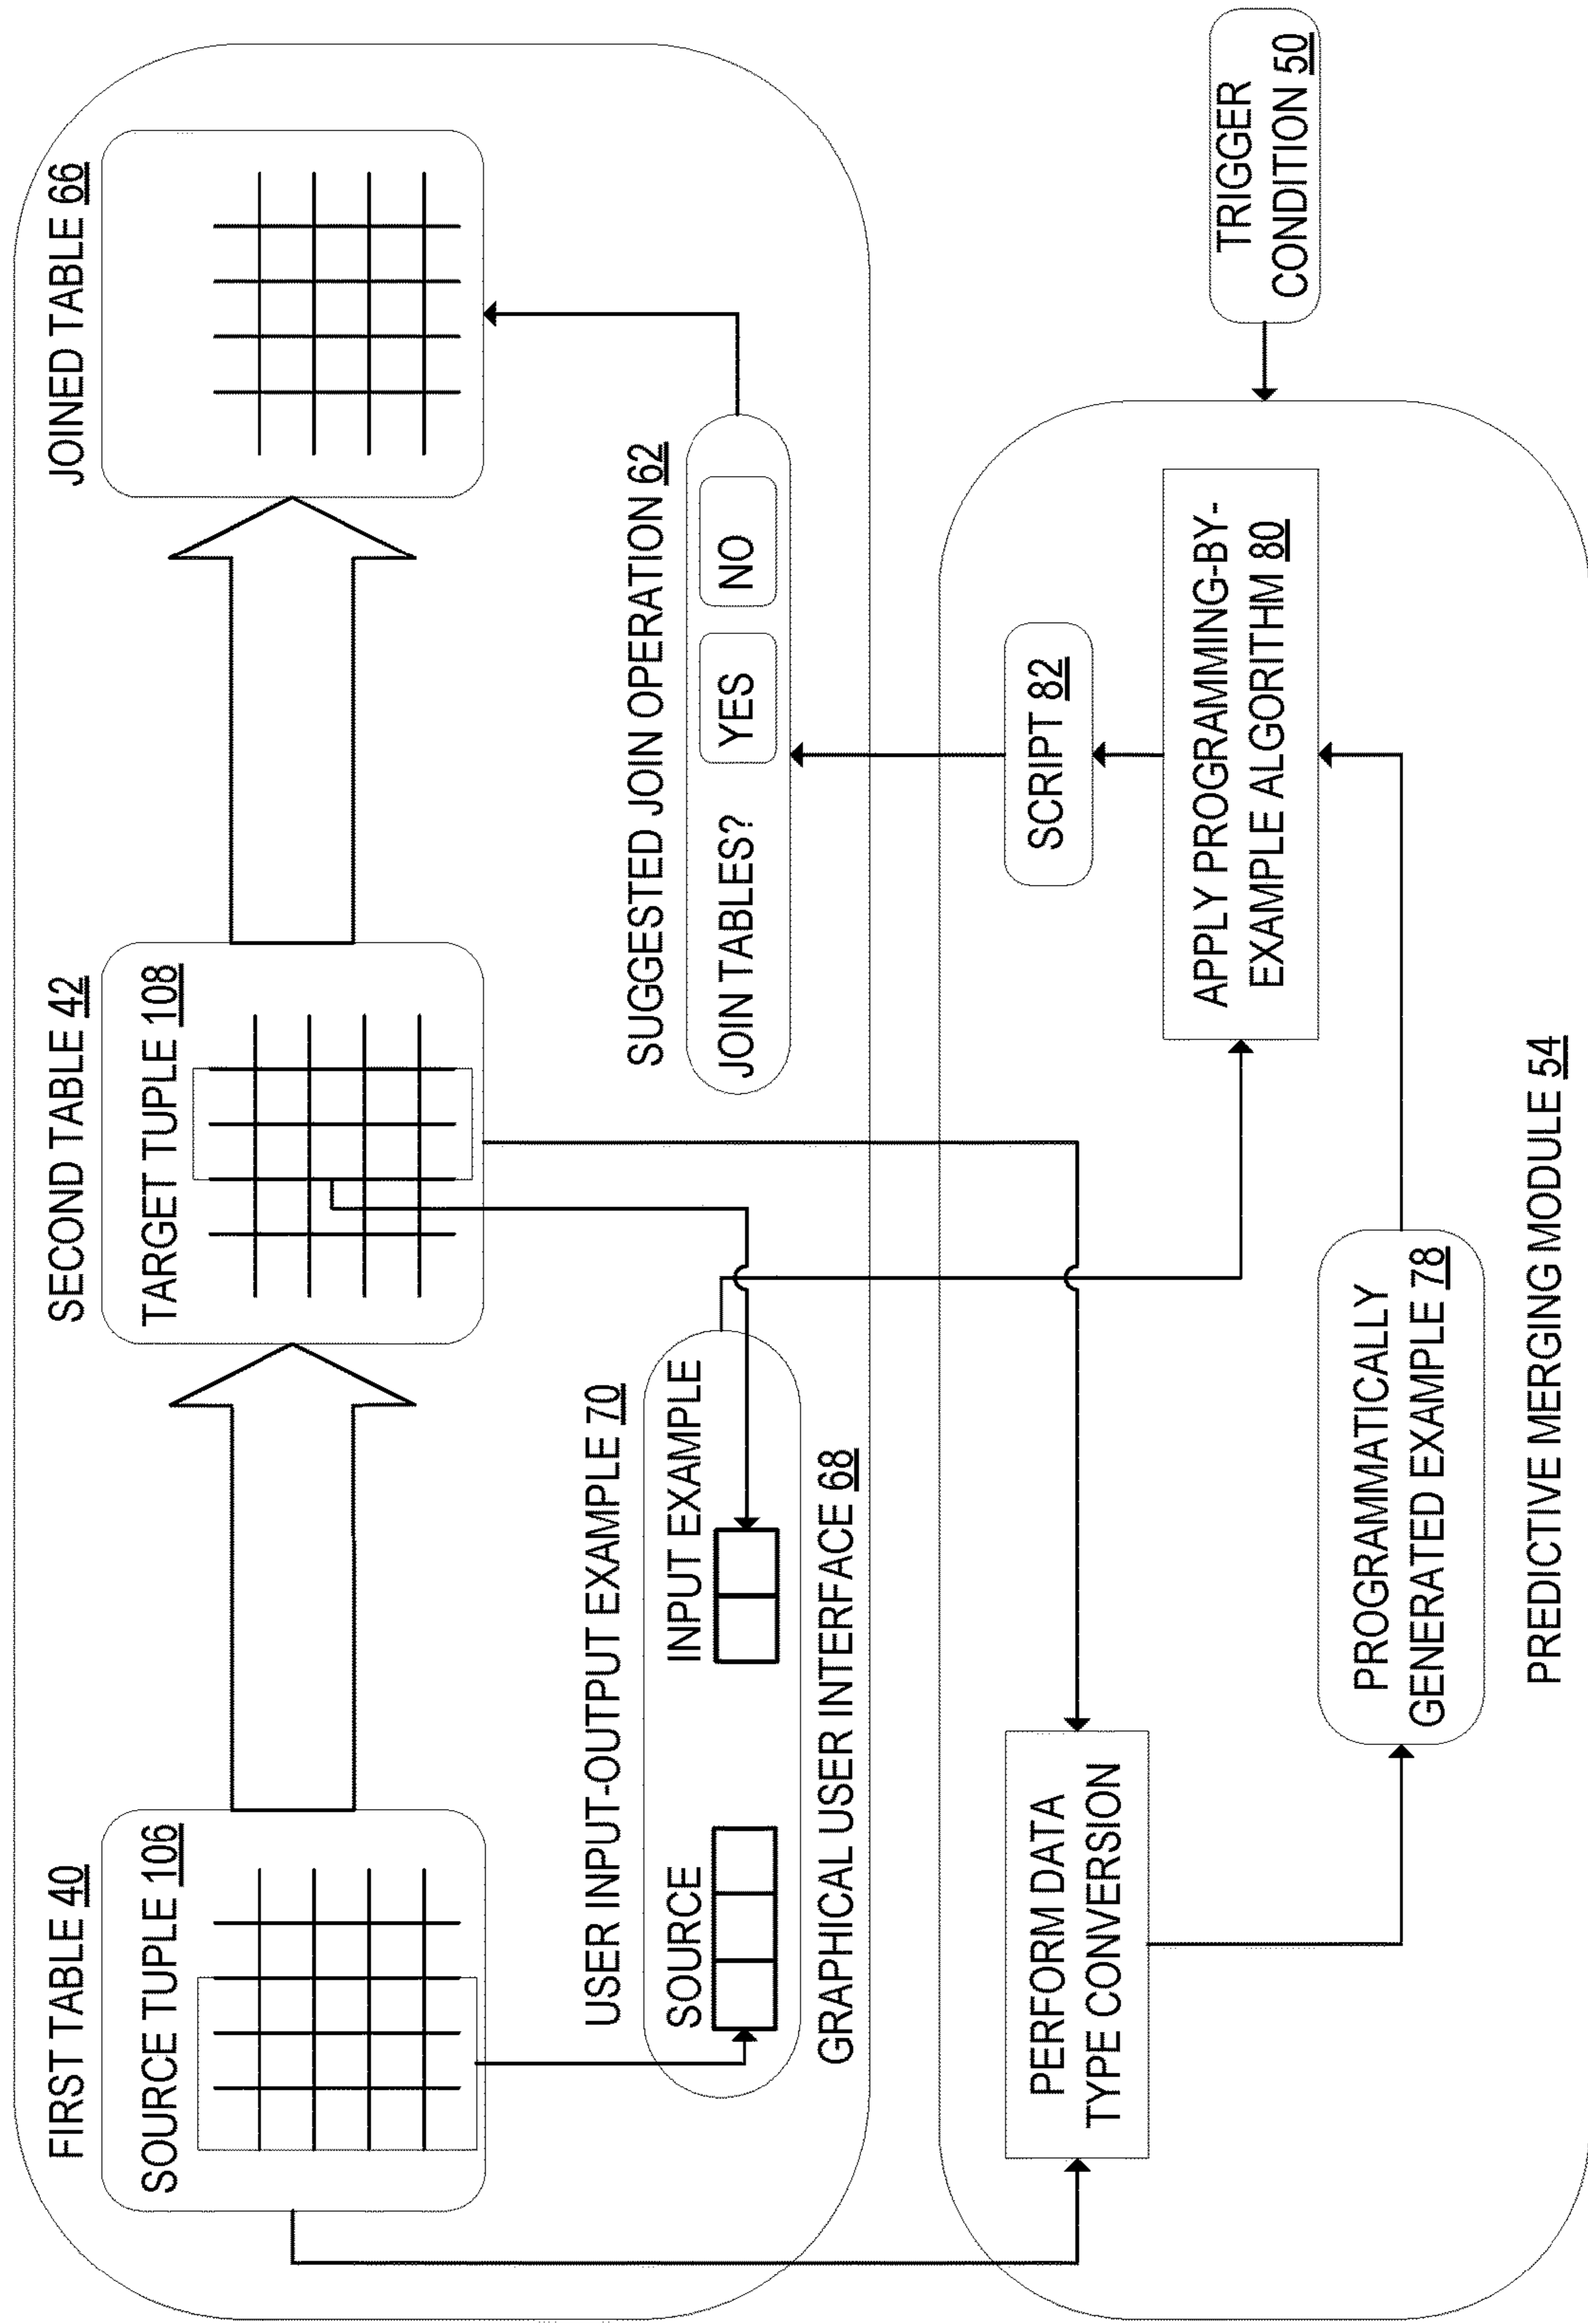 FIRST TABLE 40
SECOND TABLE 42
JOINED TABLE 66
SOURCE TUPLE 106
TARGET TUPLE 108
USER INPUT-OUTPUT EXAMPLE 70
SOURCE
INPUT EXAMPLE
SUGGESTED JOIN OPERATION 62
JOIN TABLES?
YES
NO
GRAPHICAL USER INTERFACE 68
PERFORM DATA
TYPE CONVERSION
SCRIPT 82
APPLY PROGRAMMING-BY-
EXAMPLE ALGORITHM 80
TRIGGER
CONDITION 50
PROGRAMMATICALLY
GENERATED EXAMPLE 78
PREDICTIVE MERGING MODULE 54